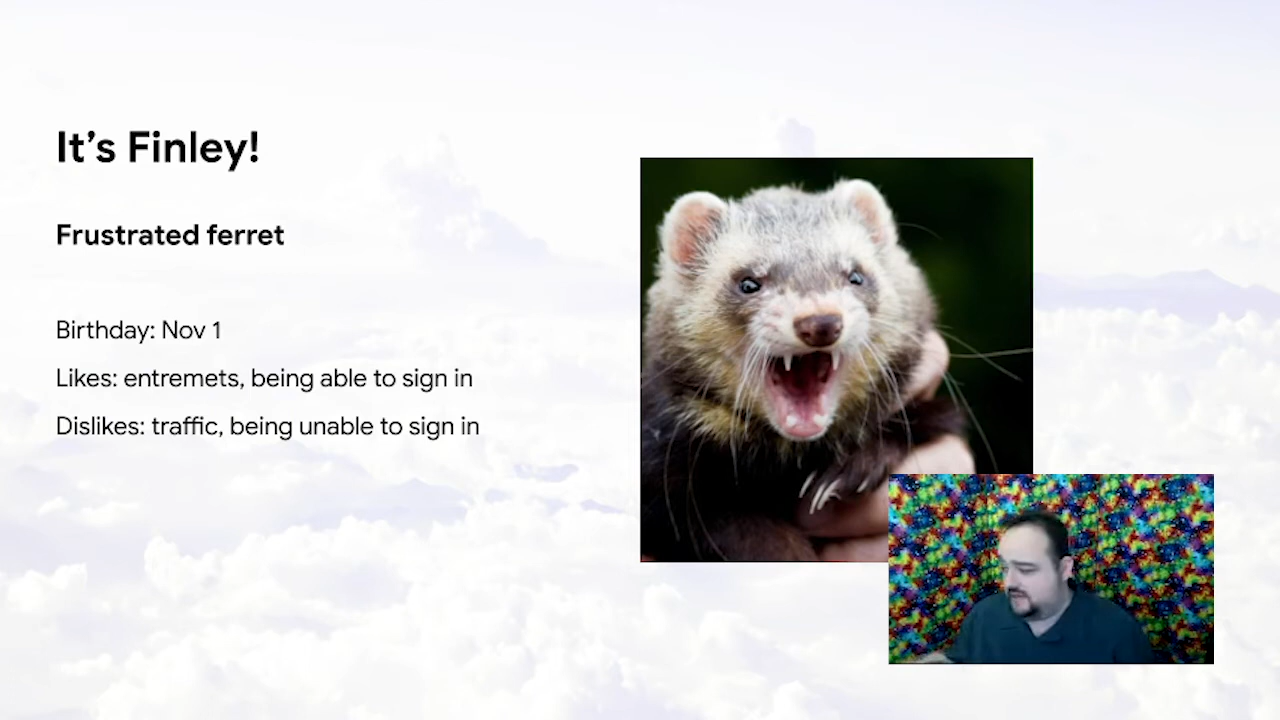 It’s Finley!
Frustrated ferret
Birthday: Nov 1
Likes: entremets, being able to sign in
Dislikes: traffic, being unable to sign in